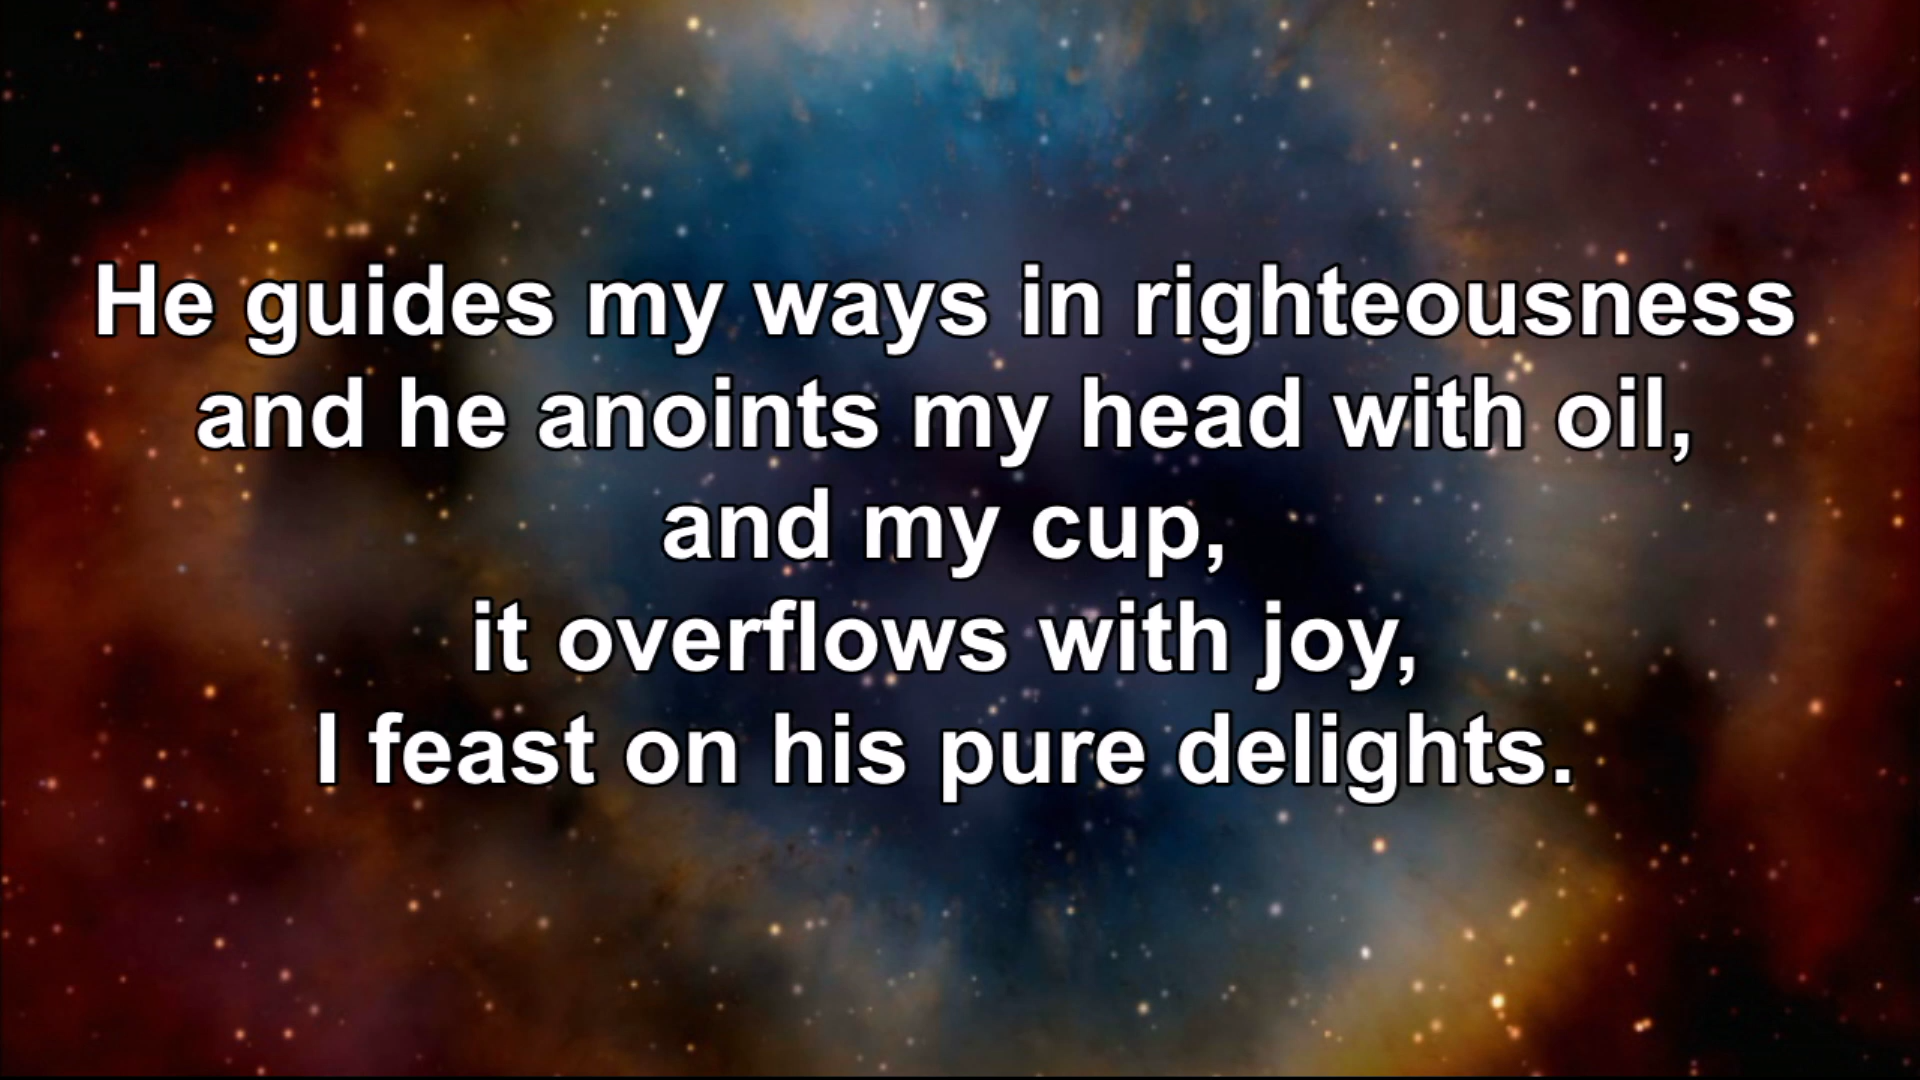 He guides my ways in righteousness
and he anoints my head with oil,
and my cup,
it overflows with joy,
I feast on his pure delights.